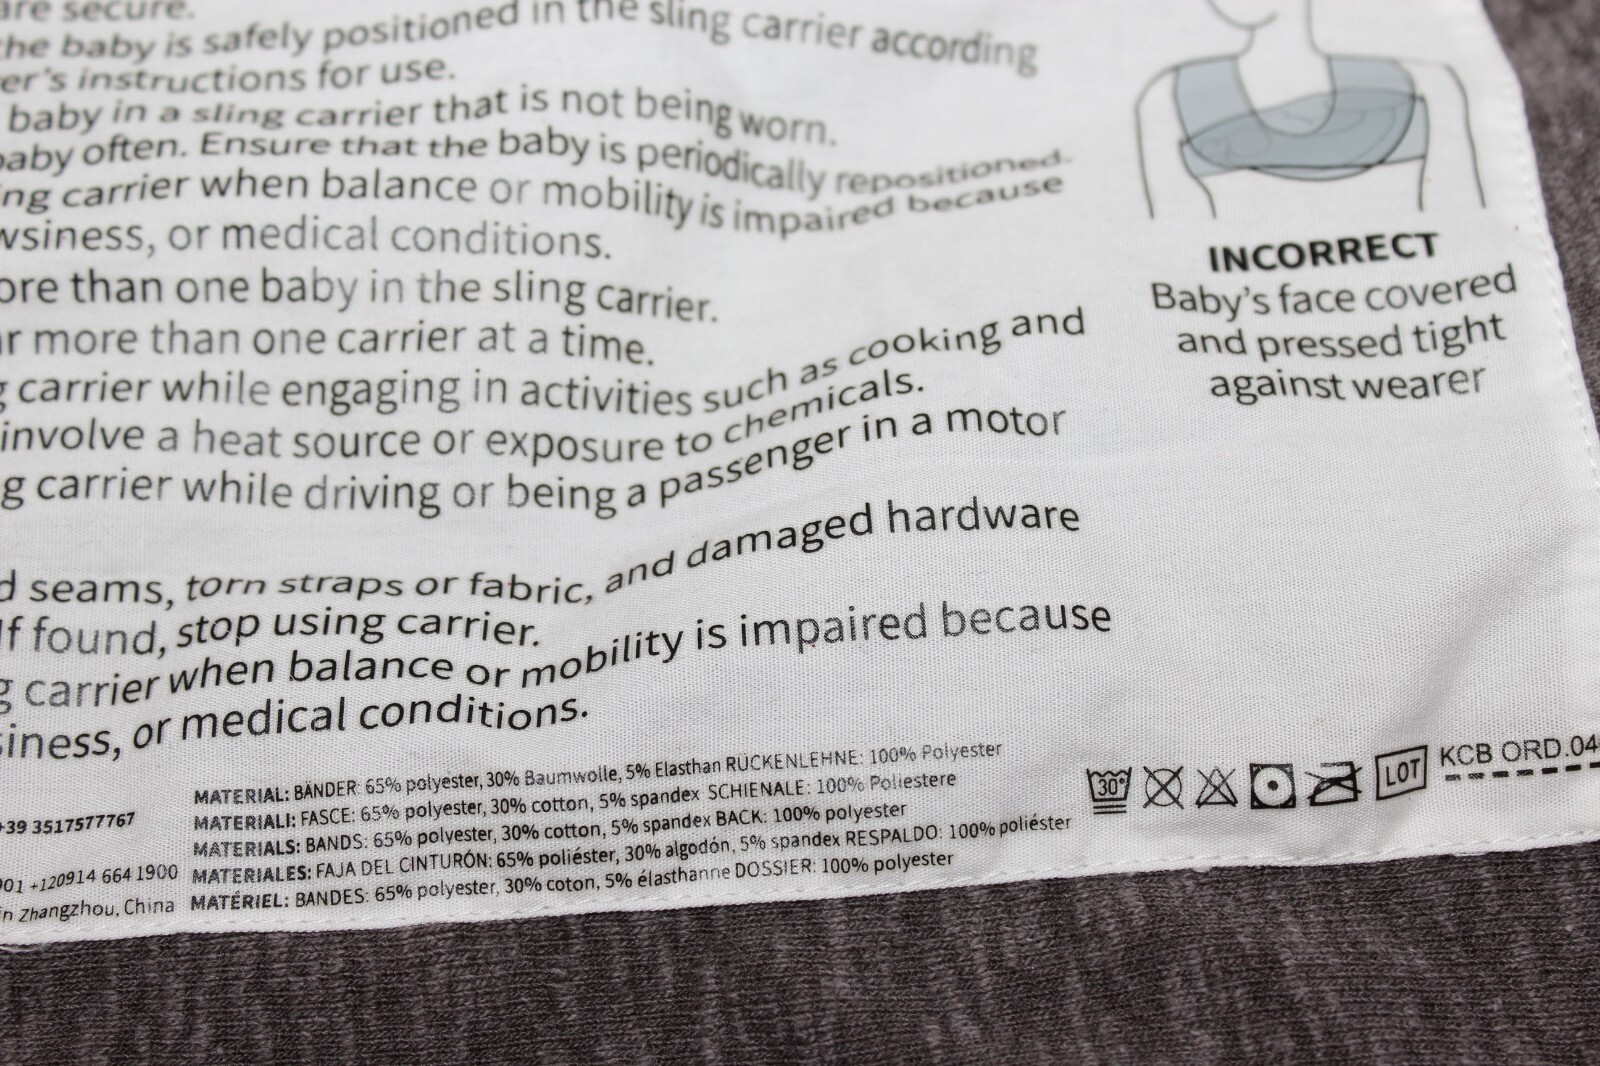 are secure.
the baby is safely positioned in the sling carrier according
er's instructions for use.
baby in a sling carrier that is not being worn.
baby often. Ensure that the baby is periodically repositioned.
ng carrier when balance or mobility is impaired because
wsiness, or medical conditions.
ore than one baby in the sling carrier.
ar more than one carrier at a time.
g carrier while engaging in activities such as cooking and
involve a heat source or exposure to chemicals.
g carrier while driving or being a passenger in a motor
d seams, torn straps or fabric, and damaged hardware
If found, stop using carrier.
g carrier when balance or mobility is impaired because
siness, or medical conditions.
INCORRECT
Baby's face covered
and pressed tight
against wearer
+39 3517577767
001 +120914 664 1900
in Zhangzhou, China
MATERIAL: BÄNDER: 65% polyester, 30% Baumwolle, 5% Elasthan RÜCKENLEHNE: 100% Polyester
MATERIALI: FASCE: 65% polyester, 30% cotton, 5% spandex SCHIENALE: 100% Poliestere
MATERIALS: BANDS: 65% polyester, 30% cotton, 5% spandex BACK: 100% polyester
MATERIALES: FAJA DEL CINTURÓN: 65% poliéster, 30% algodón, 5% spandex RESPALDO: 100% poliéster
MATÉRIEL: BANDES: 65% polyester, 30% coton, 5% élasthanne DOSSIER: 100% polyester
30°
LOT
KCB ORD.04